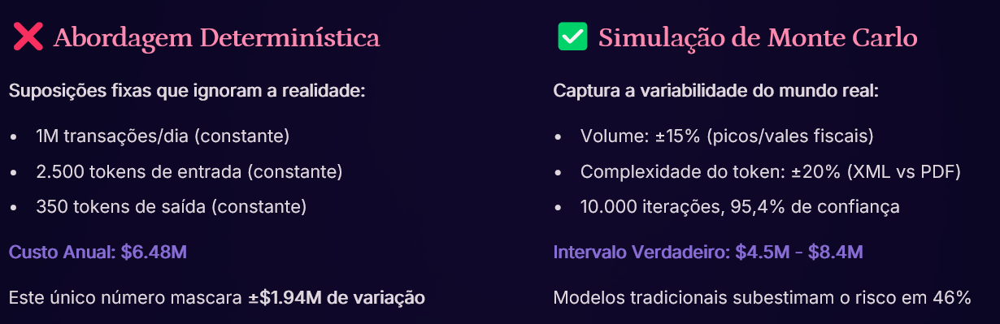 ❌ Abordagem Determinística
Suposições fixas que ignoram a realidade:
• 1M transações/dia (constante)
• 2.500 tokens de entrada (constante)
• 350 tokens de saída (constante)
Custo Anual: $6.48M
Este único número mascara ±$1.94M de variação
✅ Simulação de Monte Carlo
Captura a variabilidade do mundo real:
• Volume: ±15% (picos/vales fiscais)
• Complexidade do token: ±20% (XML vs PDF)
• 10.000 iterações, 95,4% de confiança
Intervalo Verdadeiro: $4.5M - $8.4M
Modelos tradicionais subestimam o risco em 46%